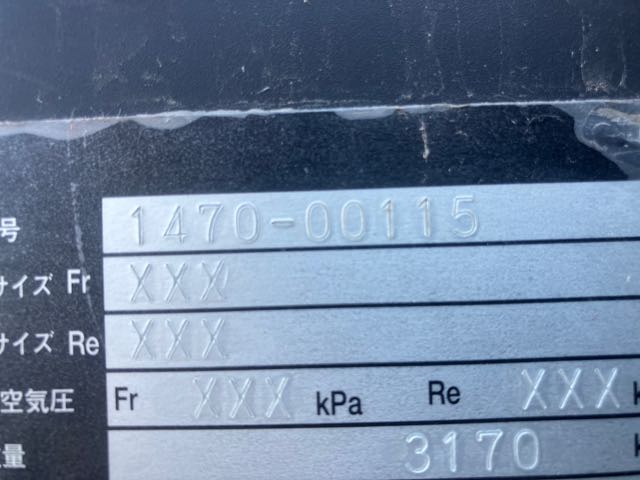 号 1470-00115
サイズ Fr XXX
サイズ Re XXX
空気圧 Fr XXX kPa Re XXX k
量 3170 k